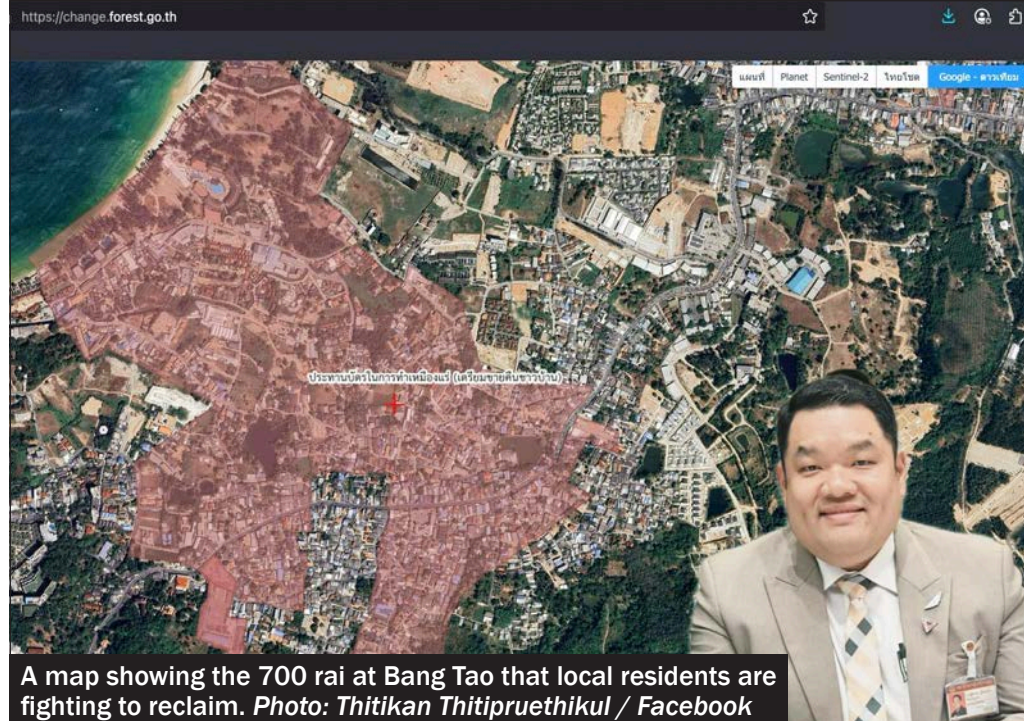 https://change.forest.go.th
แผนที่ Planet Sentinel-2 ไทยโชต Google - ดาวเทียม
ประทานบัตรในการทำเหมืองแร่ (เตรียมขายคืนชาวบ้าน)
A map showing the 700 rai at Bang Tao that local residents are
fighting to reclaim. Photo: Thitikan Thitipruethikul / Facebook